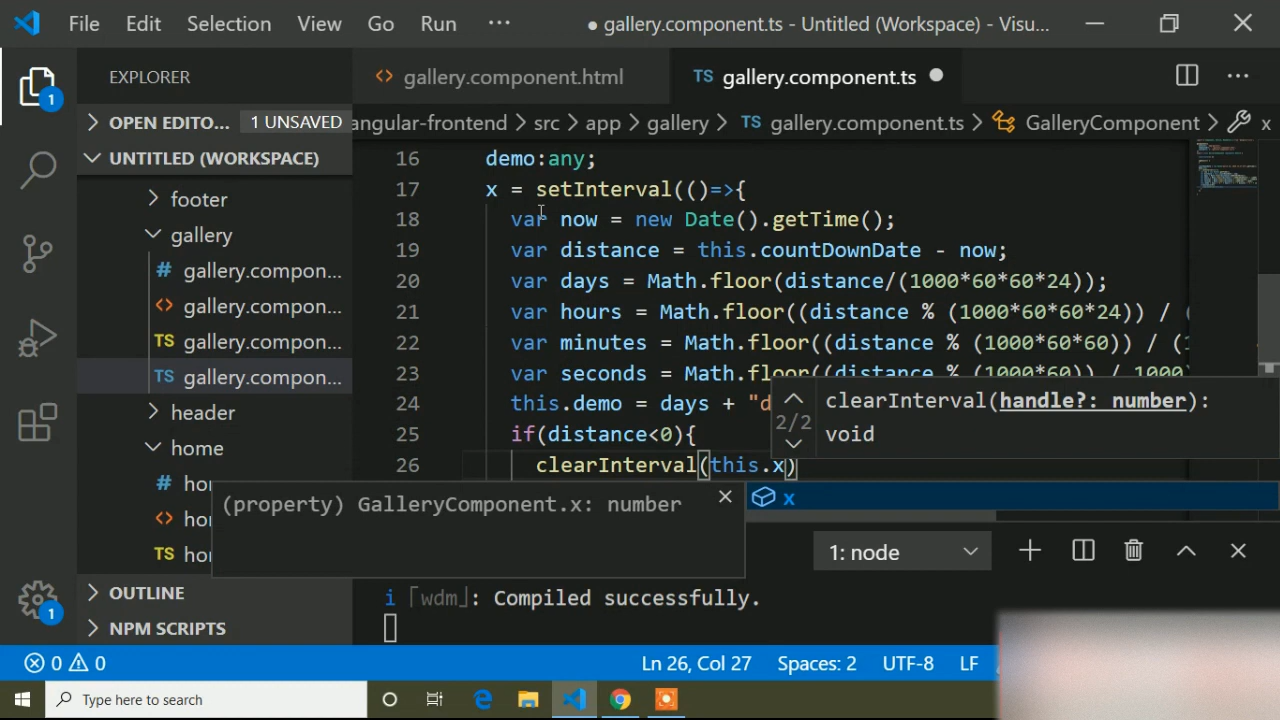 File Edit Selection View Go Run ··· ● gallery.component.ts - Untitled (Workspace) - Visu...
EXPLORER
<> gallery.component.html TS gallery.component.ts ●
OPEN EDITO... 1 UNSAVED
angular-frontend > src > app > gallery > TS gallery.component.ts > GalleryComponent > x
UNTITLED (WORKSPACE)
footer
gallery
# gallery.compon...
<> gallery.compon...
TS gallery.compon...
TS gallery.compon...
header
home
# hor
<> hor
TS hor
OUTLINE
NPM SCRIPTS
1
1
16 demo:any;
17 x = setInterval(()=>{
18 var now = new Date().getTime();
19 var distance = this.countDownDate - now;
20 var days = Math.floor(distance/(1000*60*60*24));
21 var hours = Math.floor((distance % (1000*60*60*24)) / (
22 var minutes = Math.floor((distance % (1000*60*60)) / (1
23 var seconds = Math.floor((distance % (1000*60) / 1000
24 this.demo = days + "d
25 if(distance<0){
26 clearInterval(this.x)
2/2 clearInterval(handle?: number):
void
(property) GalleryComponent.x: number
x
1: node
i ｢wdm｣: Compiled successfully.
0 0 Ln 26, Col 27 Spaces: 2 UTF-8 LF
Type here to search